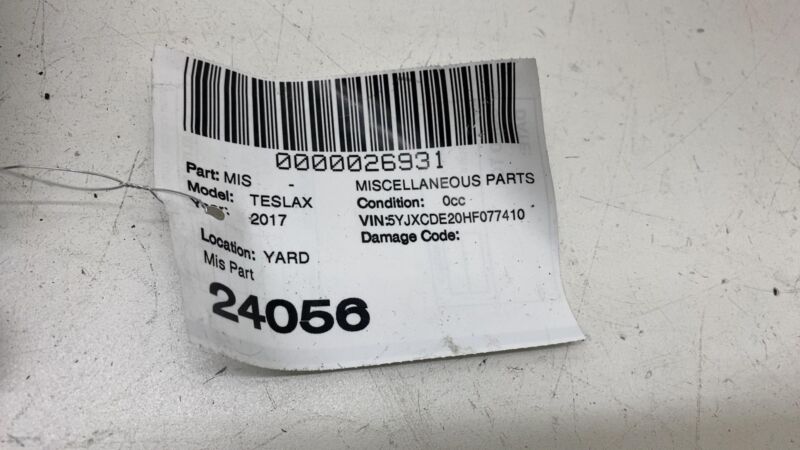 0000026931
Part: MIS - MISCELLANEOUS PARTS
Model: TESLAX Condition: 0cc
Year: 2017 VIN:5YJXCDE20HF077410
Damage Code:
Location: YARD
Mis Part
24056